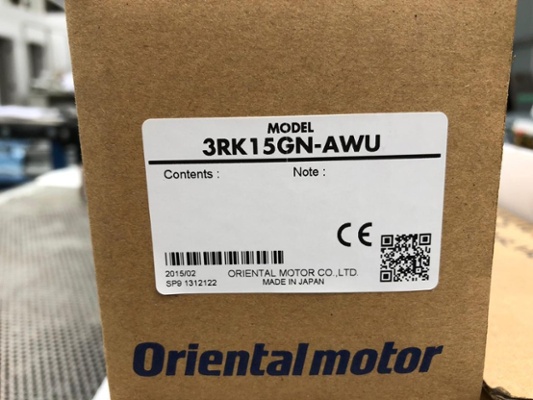 MODEL
3RK15GN-AWU
Contents : Note :
CE
2015/02 ORIENTAL MOTOR CO.,LTD.
SP9 1312122 MADE IN JAPAN
Orientalmotor